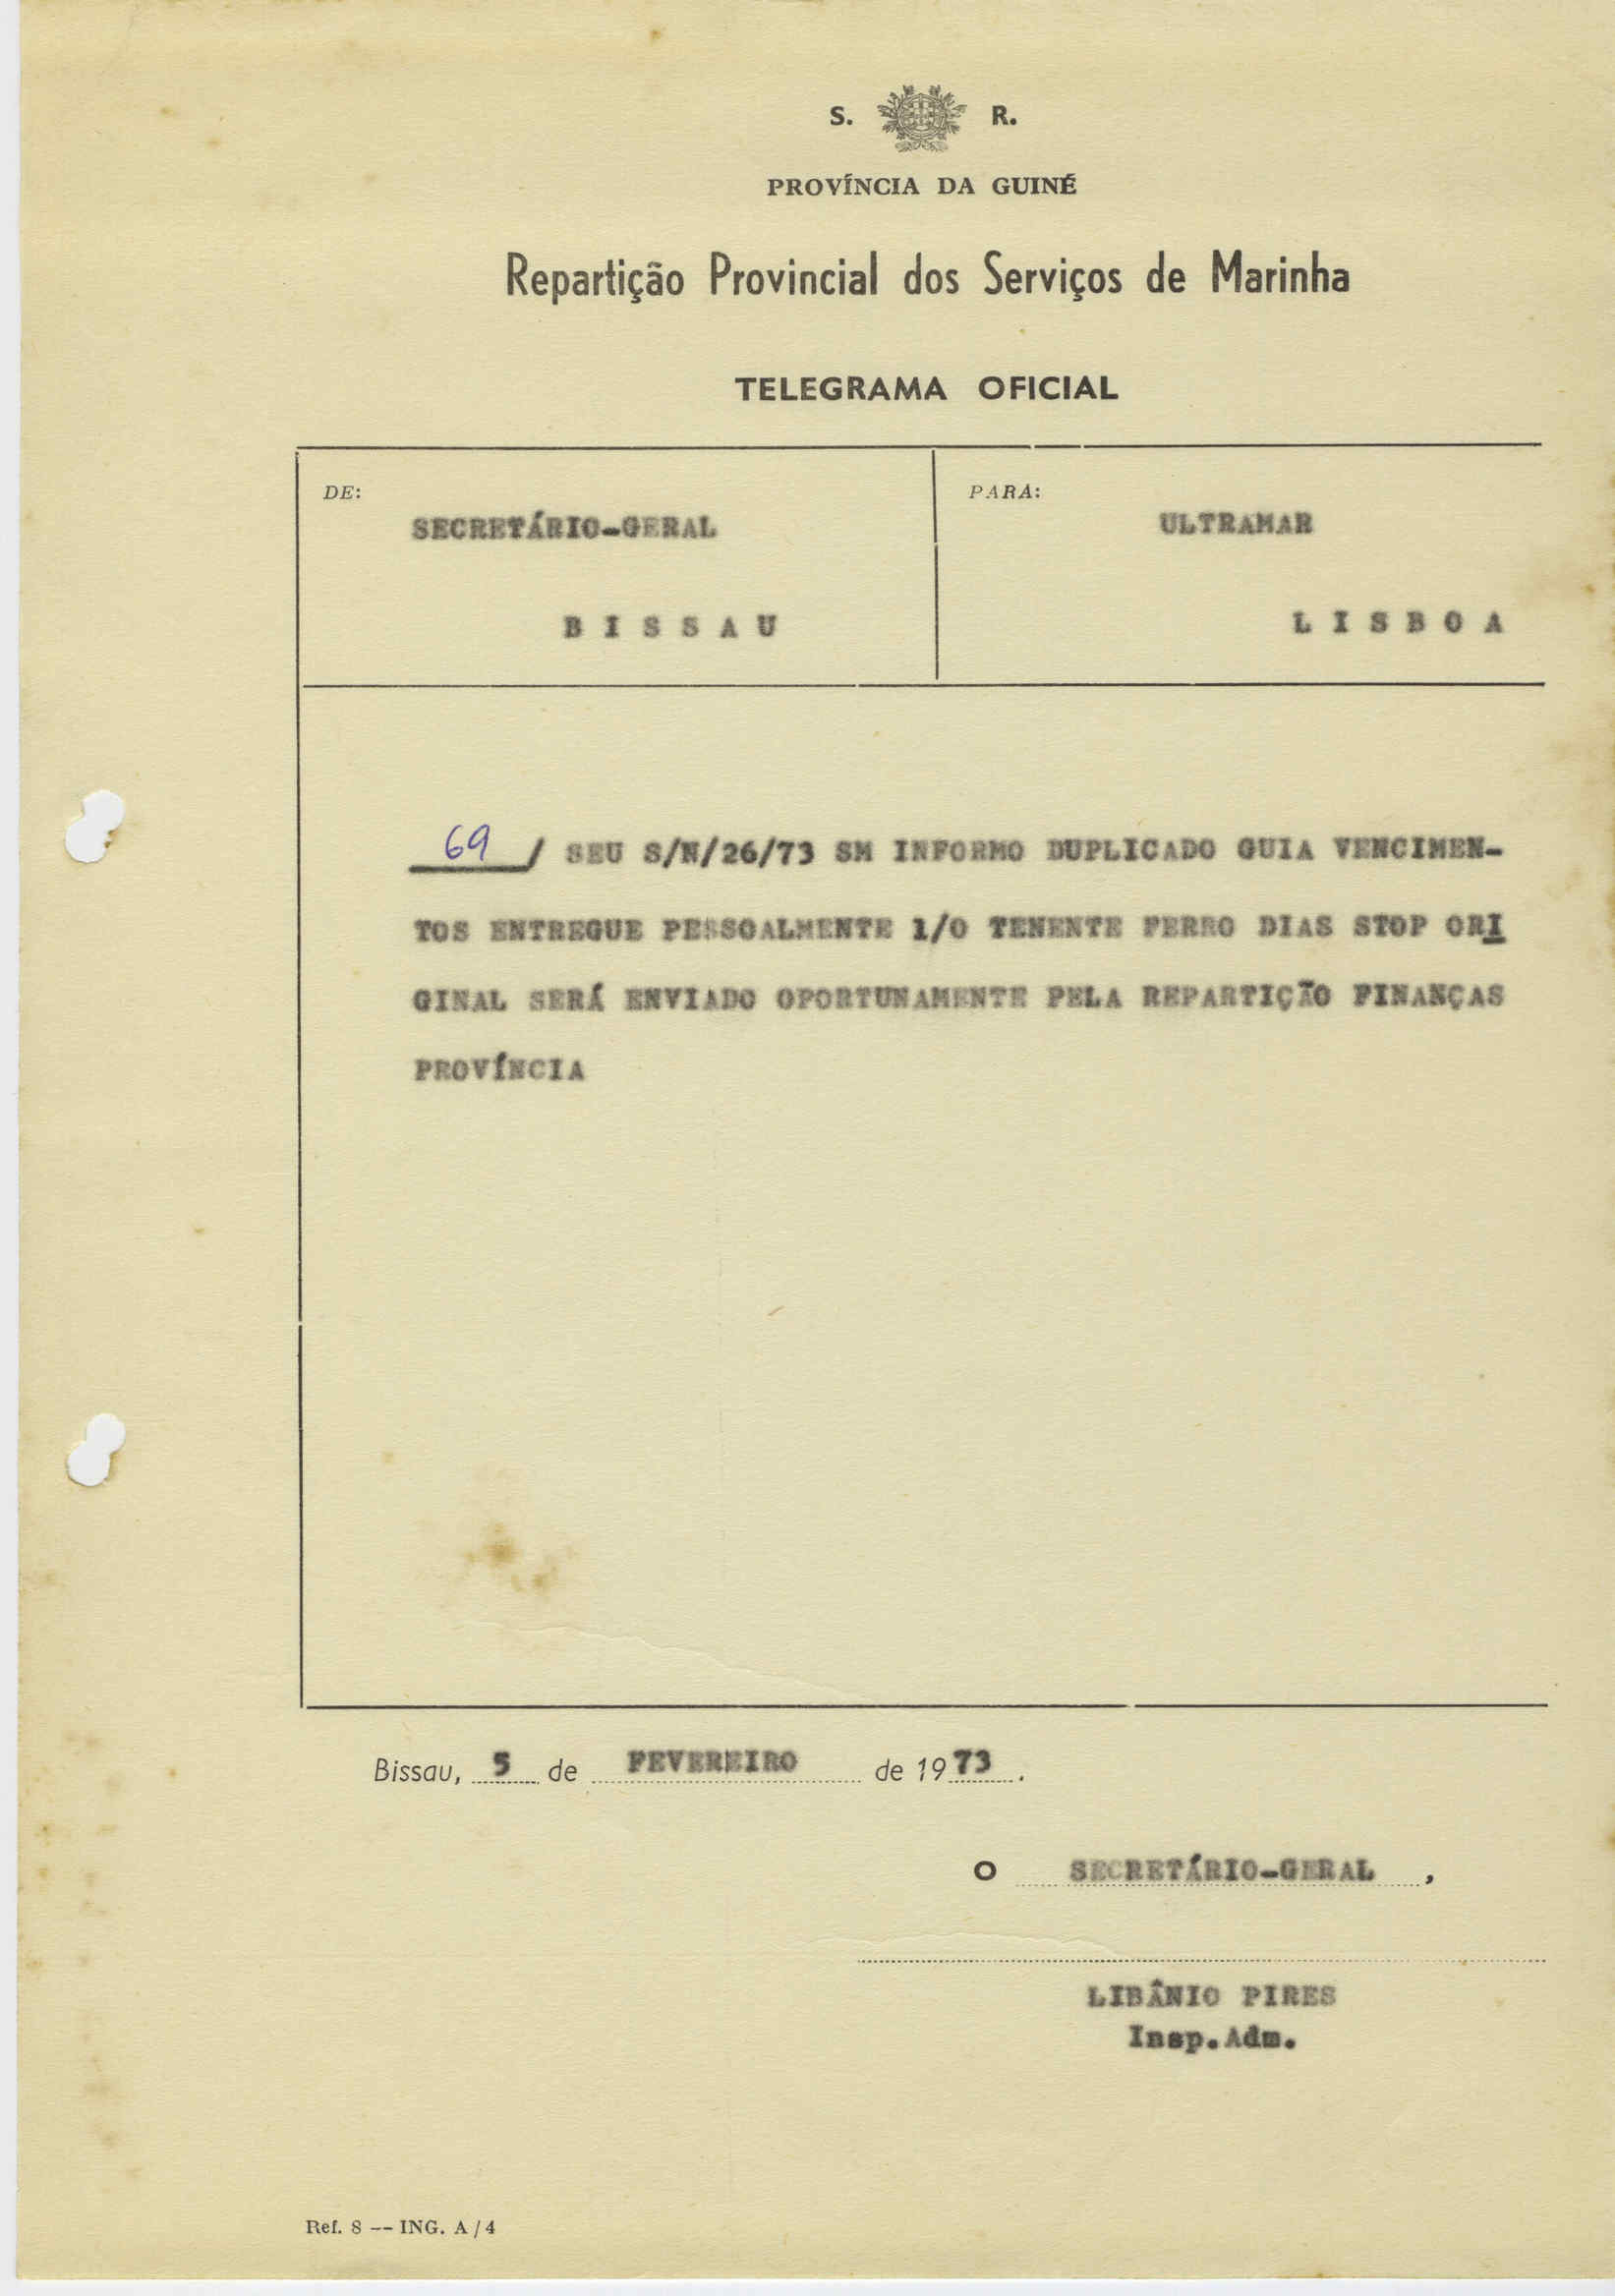 S. R.
PROVÍNCIA DA GUINÉ
Repartição Provincial dos Serviços de Marinha
TELEGRAMA OFICIAL
DE:
SECRETÁRIO-GERAL
B I S S A U
PARA:
ULTRAMAR
L I S B O A
69 / SEU S/N/26/73 SM INFORMO DUPLICADO GUIA VENCIMEN-
TOS ENTREGUE PESSOALMENTE 1/O TENENTE FERRO DIAS STOP ORI
GINAL SERÁ ENVIADO OPORTUNAMENTE PELA REPARTIÇÃO FINANÇAS
PROVÍNCIA
Bissau, 5 de FEVEREIRO de 1973.
O SECRETÁRIO-GERAL ,
LIBÂNIO PIRES
Insp.Adm.
Ref. 8 -- ING. A/4